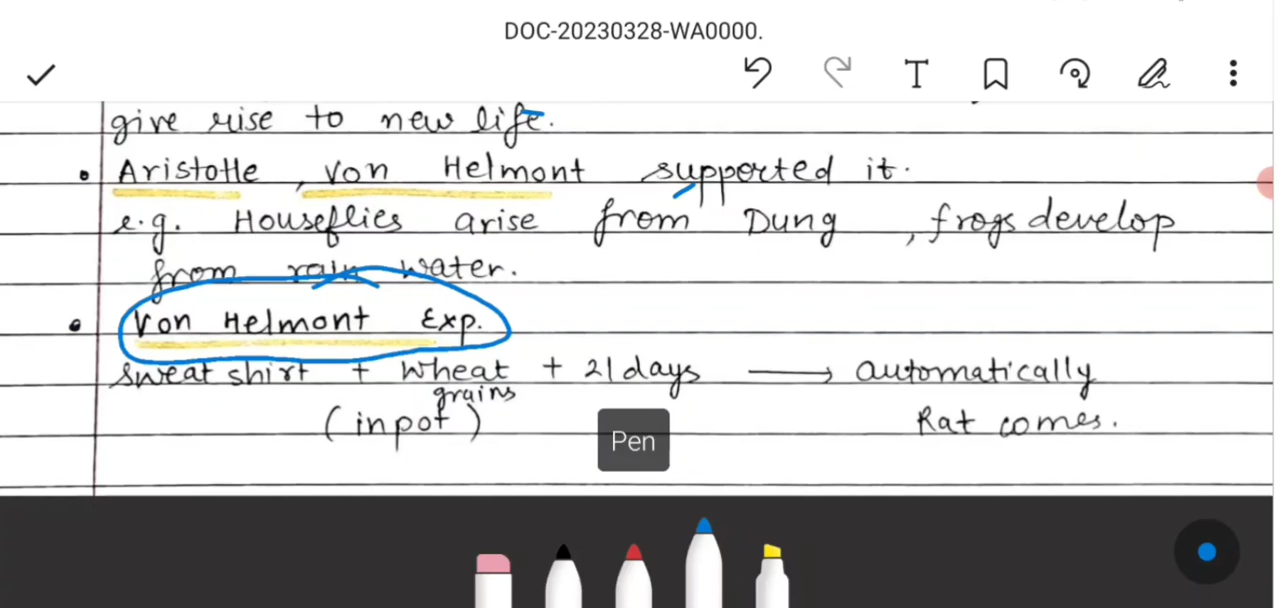 DOC-20230328-WA0000.
T
give rise to new life.
• Aristotle, von Helmont supported it.
e.g. Houseflies arise from Dung, frogs develop
from rain water.
• Von Helmont Exp.
sweat shirt + wheat + 21 days → automatically
grains
(in pot) Rat comes.
Pen